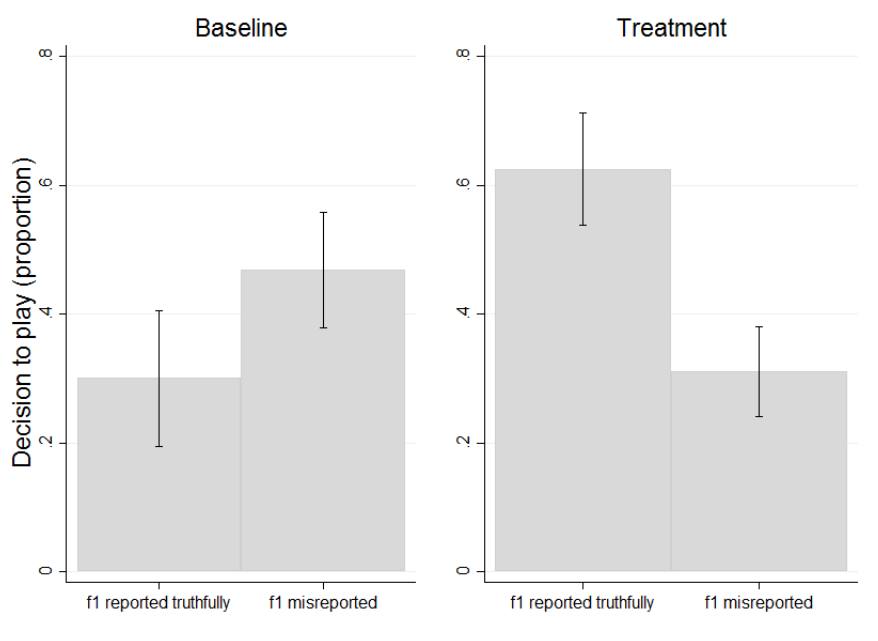 Baseline
Treatment
Decision to play (proportion)
.8
.6
.4
.2
0
f1 reported truthfully
f1 misreported
.8
.6
.4
.2
0
f1 reported truthfully
f1 misreported